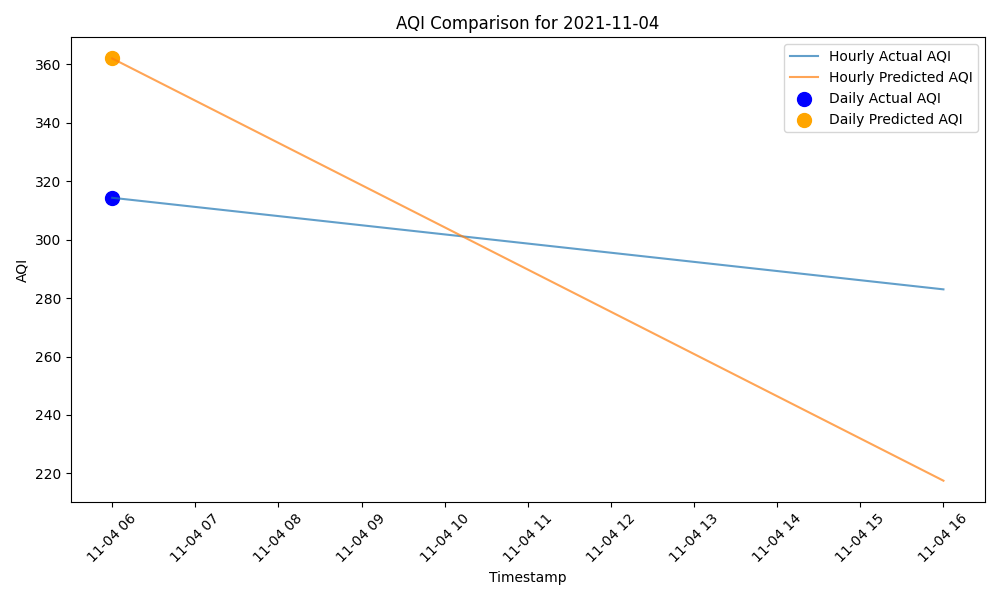 AQI Comparison for 2021-11-04
Hourly Actual AQI
Hourly Predicted AQI
Daily Actual AQI
Daily Predicted AQI
AQI
360
340
320
300
280
260
240
220
11-04 06
11-04 07
11-04 08
11-04 09
11-04 10
11-04 11
11-04 12
11-04 13
11-04 14
11-04 15
11-04 16
Timestamp